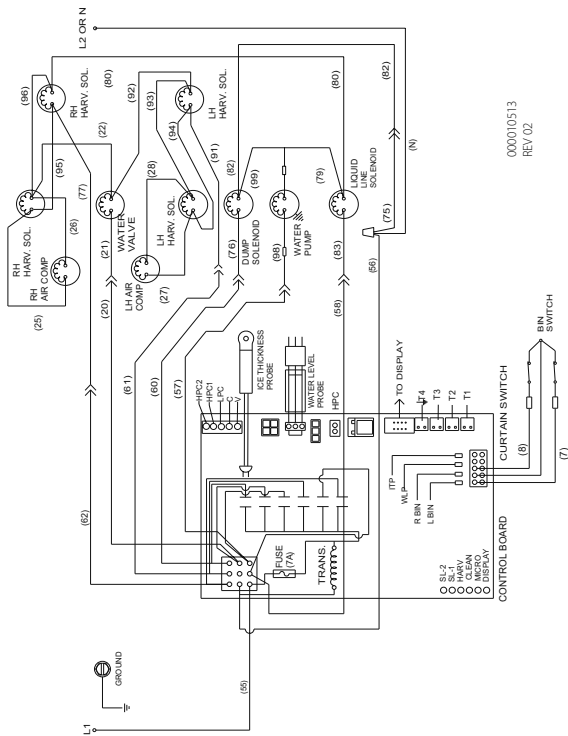 L2 OR N
(96)
RH
HARV. SOL.
(80)
(95)
(22)
(77)
RH
HARV. SOL.
RH
AIR COMP
(26)
(25)
(92)
(93)
(94)
LH
HARV. SOL.
(91)
(28)
LH
HARV. SOL.
LH AIR
COMP
(27)
WATER
VALVE
(21)
(20)
(82)
(99)
(76)
DUMP
SOLENOID
(98)
WATER
PUMP
(79)
(80)
LIQUID
LINE
SOLENOID
(83)
(58)
(82)
(N)
(75)
(56)
(61)
(60)
(57)
(62)
HPC2
HPC1
LPC
C
V
ICE THICKNESS
PROBE
WATER LEVEL
PROBE
HPC
TO DISPLAY
T4
T3
T2
T1
CURTAIN SWITCH
BIN
SWITCH
(8)
(7)
ITP
WLP
R BIN
L BIN
FUSE
(7A)
TRANS.
SL-2
SL-1
HARV
CLEAN
MICRO
DISPLAY
CONTROL BOARD
GROUND
(55)
L1
000010513
REV 02